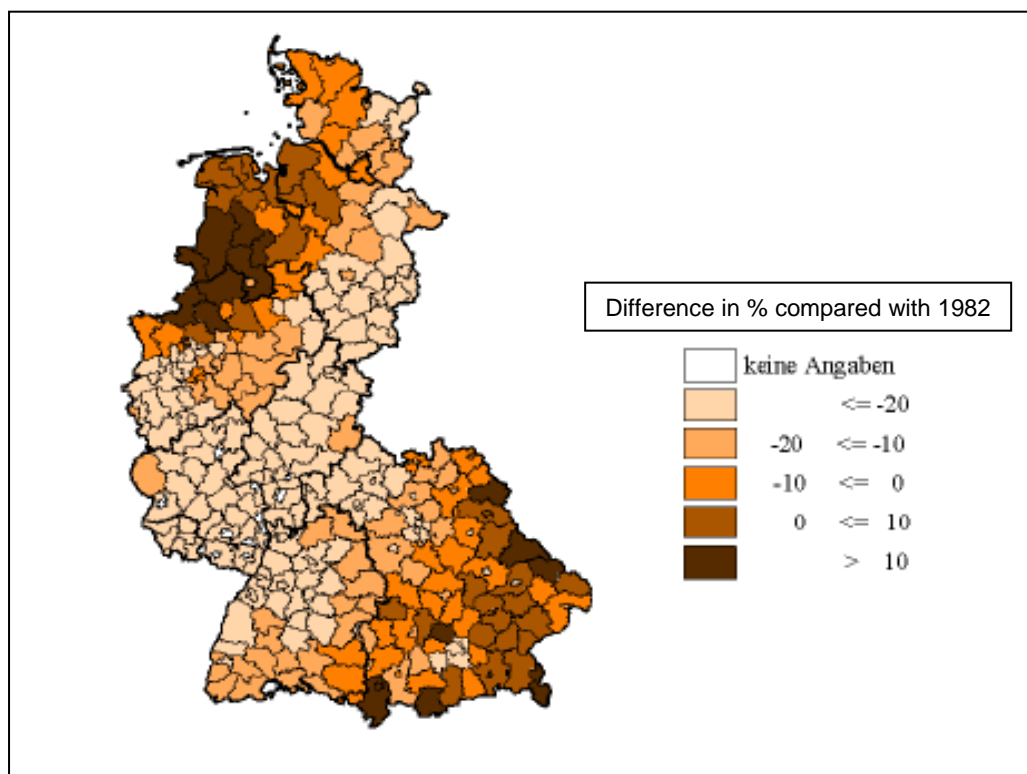 Difference in % compared with 1982
keine Angaben
<= -20
-20 <= -10
-10 <= 0
0 <= 10
> 10